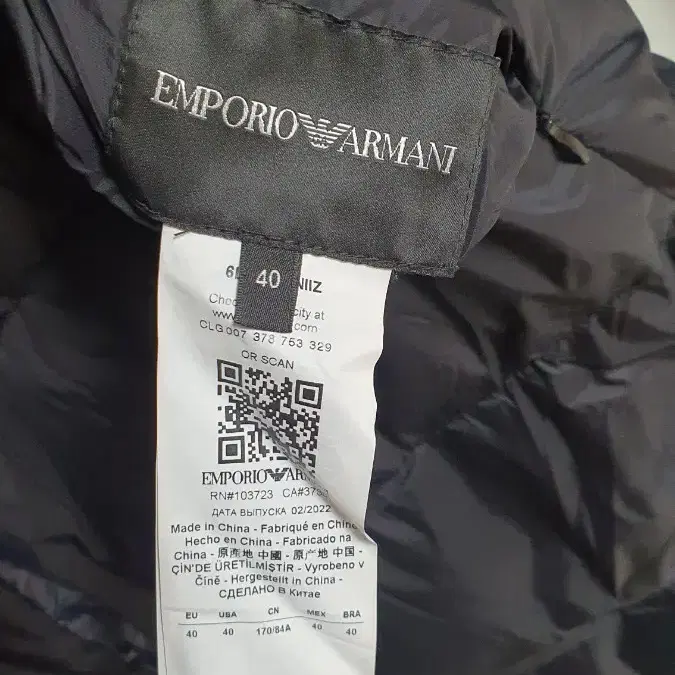 EMPORIO ARMANI
40
NIIZ
CLG 007 378 753 329
OR SCAN
EMPORIO
RN#103723
ДАТА ВЫПУСКА 02/2022
Made in China - Fabriqué en Chine
Hecho en China - Fabricado na
China - 原產地 中國 - 原产地 中国 -
ÇİN'DE ÜRETİLMİŞTİR - Vyrobeno v
Číně - Hergestellt in China -
СДЕЛАНО В Китае
EU USA CN MEX BRA
40 40 170/84A 40 40